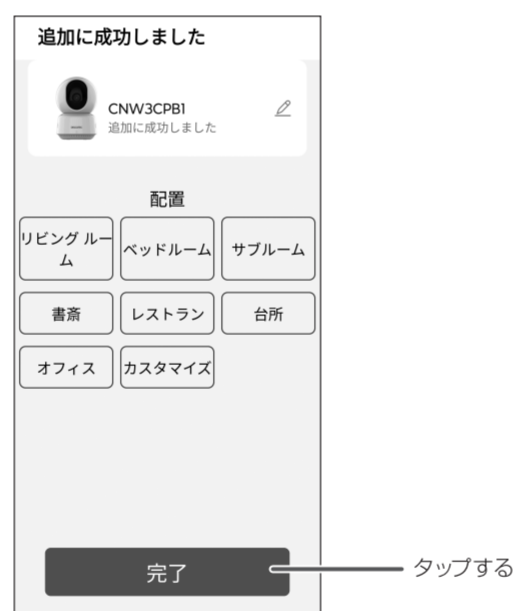 追加に成功しました
CNW3CPB1
追加に成功しました
配置
リビング ルー
ム
ベッドルーム
サブルーム
書斎
レストラン
台所
オフィス
カスタマイズ
完了
タップする